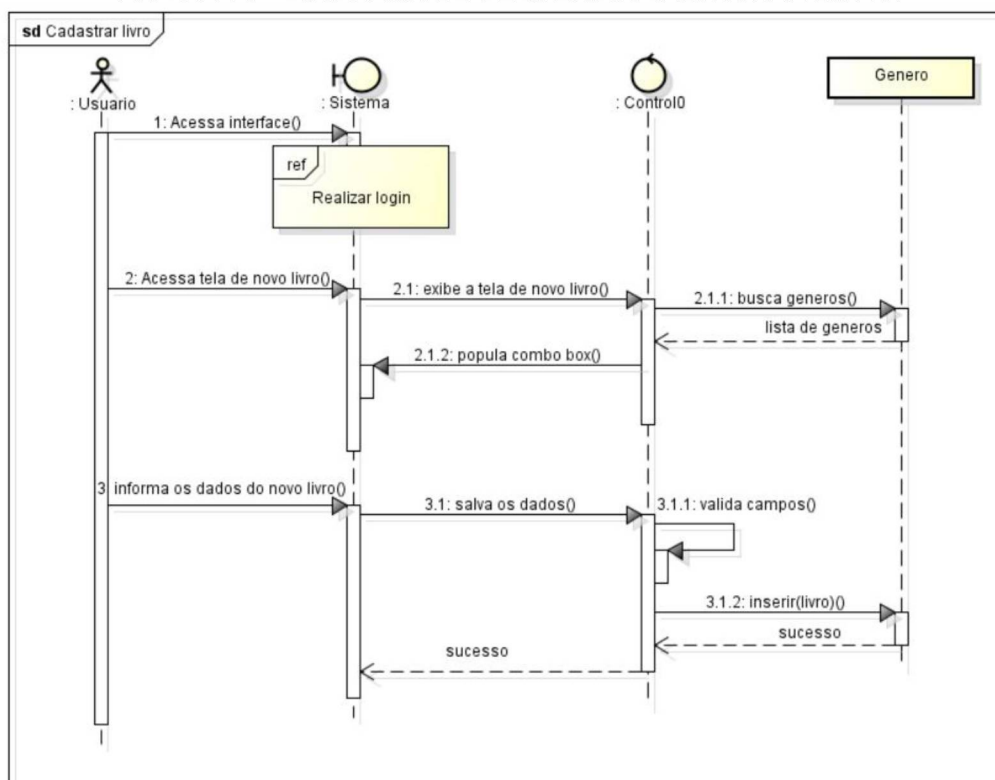 sd Cadastrar livro
: Usuario
: Sistema
: Control0
Genero
1: Acessa interface()
ref
Realizar login
2: Acessa tela de novo livro()
2.1: exibe a tela de novo livro()
2.1.1: busca generos()
lista de generos
2.1.2: popula combo box()
3 informa os dados do novo livro()
3.1: salva os dados()
3.1.1: valida campos()
3.1.2: inserir(livro)()
sucesso
sucesso